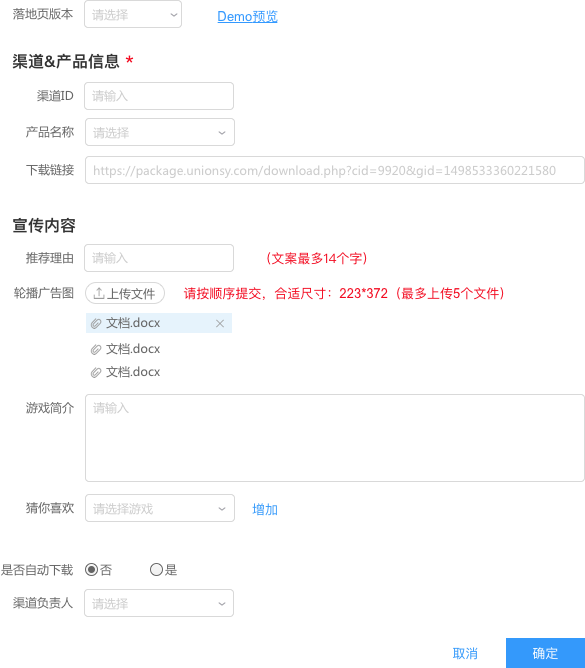 落地页版本 请选择 Demo预览
渠道&产品信息 *
渠道ID 请输入
产品名称 请选择
下载链接 https://package.unionsy.com/download.php?cid=9920&gid=1498533360221580
宣传内容
推荐理由 请输入 (文案最多14个字)
轮播广告图 上传文件 请按顺序提交，合适尺寸：223*372（最多上传5个文件）
文档.docx
文档.docx
文档.docx
游戏简介 请输入
猜你喜欢 请选择游戏 增加
是否自动下载 否 是
渠道负责人 请选择
取消 确定